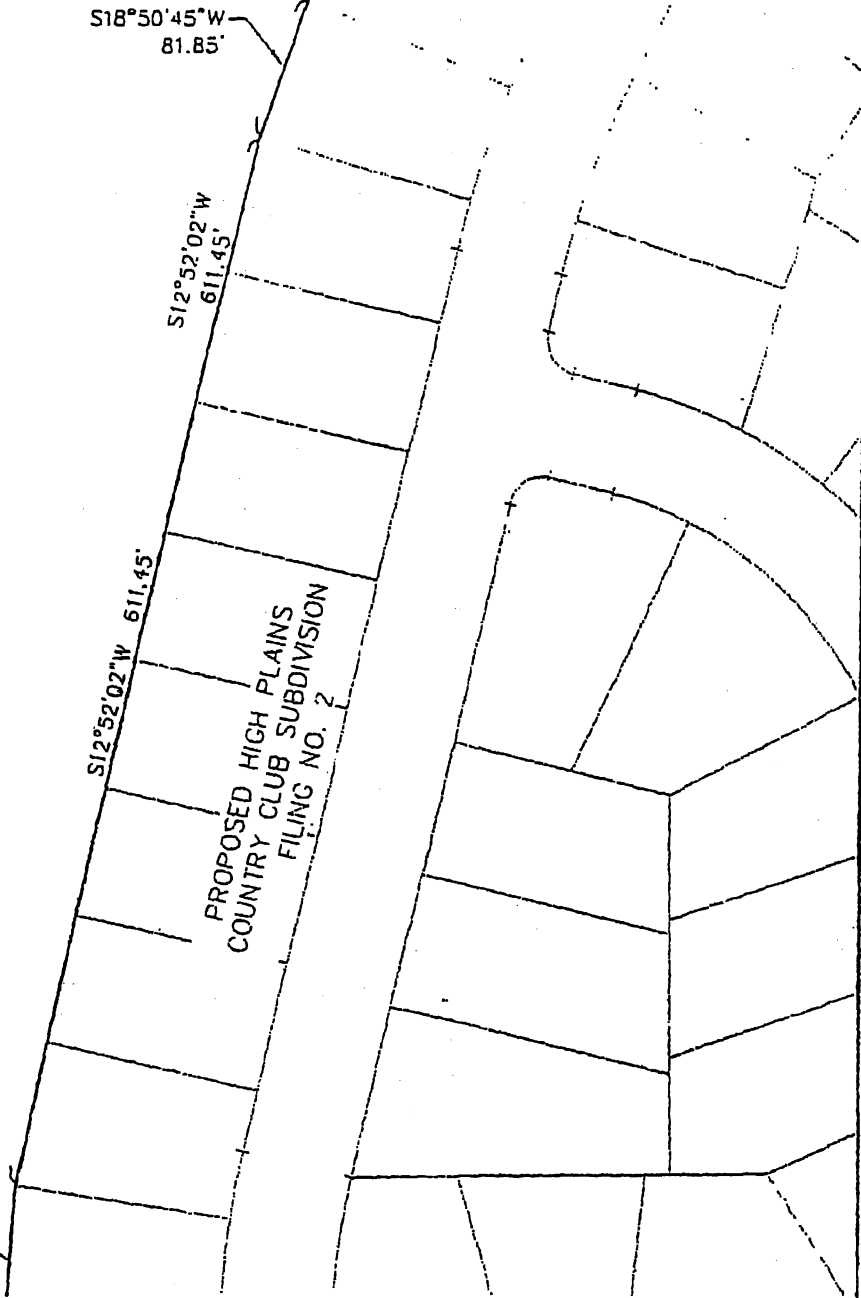 S18°50'45"W
81.85'
S12°52'02"W
611.45'
S12°52'02"W 611.45'
PROPOSED HIGH PLAINS
COUNTRY CLUB SUBDIVISION
FILING NO. 2